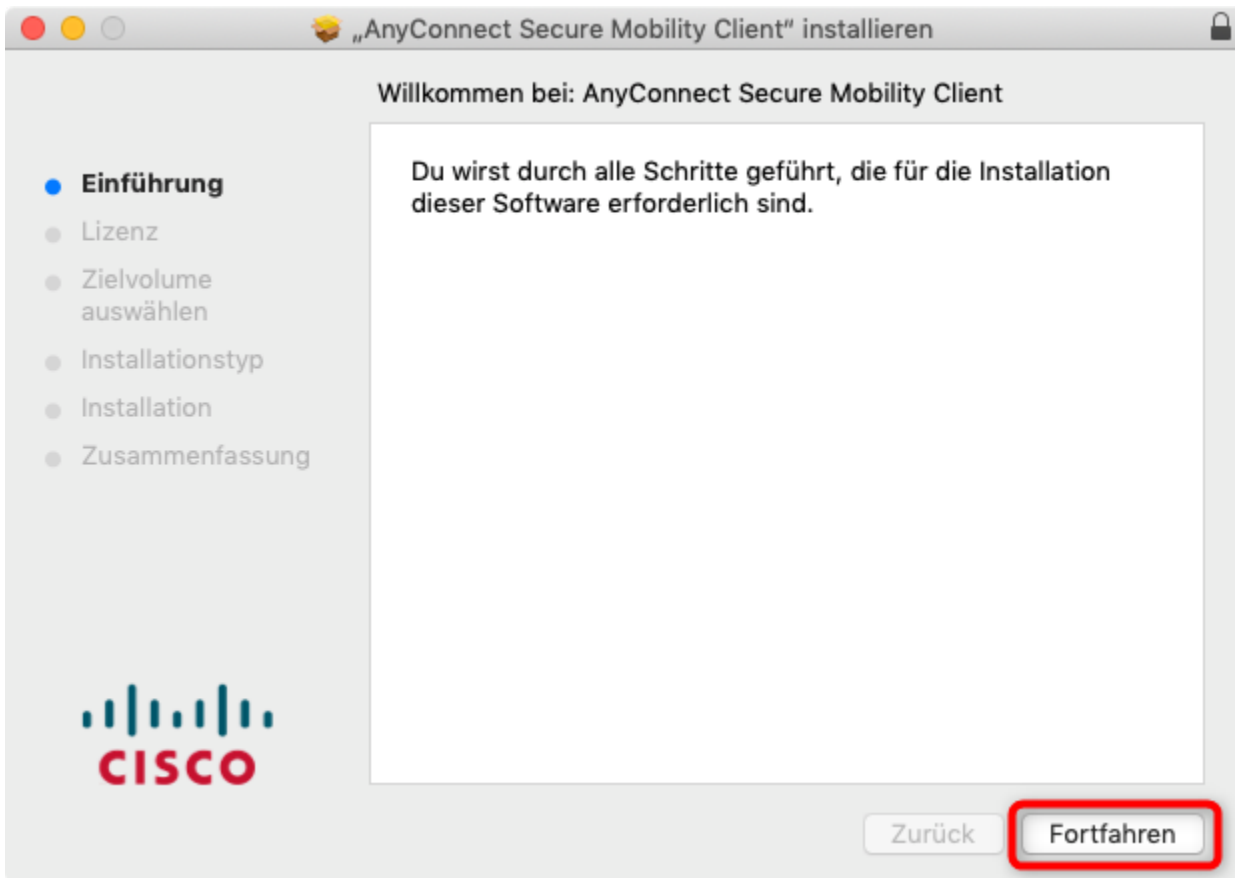 „AnyConnect Secure Mobility Client“ installieren
Willkommen bei: AnyConnect Secure Mobility Client
Einführung
Lizenz
Zielvolume
auswählen
Installationstyp
Installation
Zusammenfassung
Du wirst durch alle Schritte geführt, die für die Installation
dieser Software erforderlich sind.
CISCO
Zurück
Fortfahren